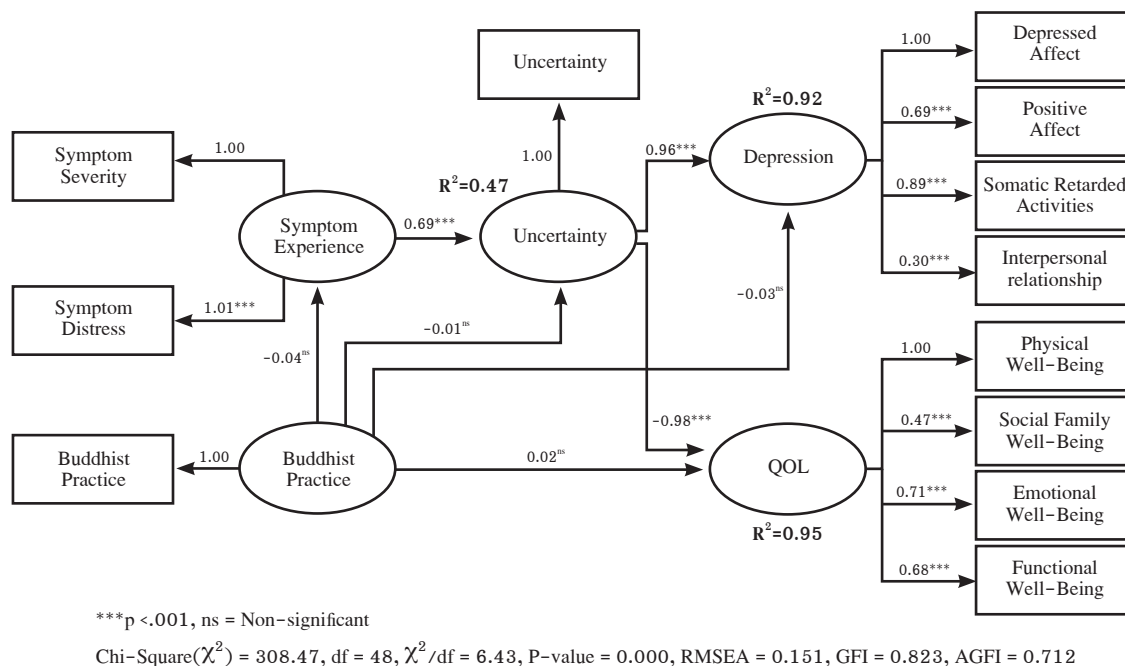 Depressed
Affect
1.00
Uncertainty
R²=0.92
Positive
Affect
0.69***
Symptom
Severity
1.00
1.00
0.96***
Depression
R²=0.47
Somatic Retarded
Activities
0.89***
Symptom
Experience
0.69***
Uncertainty
Interpersonal
relationship
0.30***
Symptom
Distress
1.01***
-0.03ns
-0.01ns
-0.04ns
Physical
Well-Being
1.00
Social Family
Well-Being
0.47***
-0.98***
Buddhist
Practice
1.00
Buddhist
Practice
0.02ns
QOL
Emotional
Well-Being
0.71***
R²=0.95
Functional
Well-Being
0.68***
***p <.001, ns = Non-significant
Chi-Square(χ²) = 308.47, df = 48, χ²/df = 6.43, P-value = 0.000, RMSEA = 0.151, GFI = 0.823, AGFI = 0.712